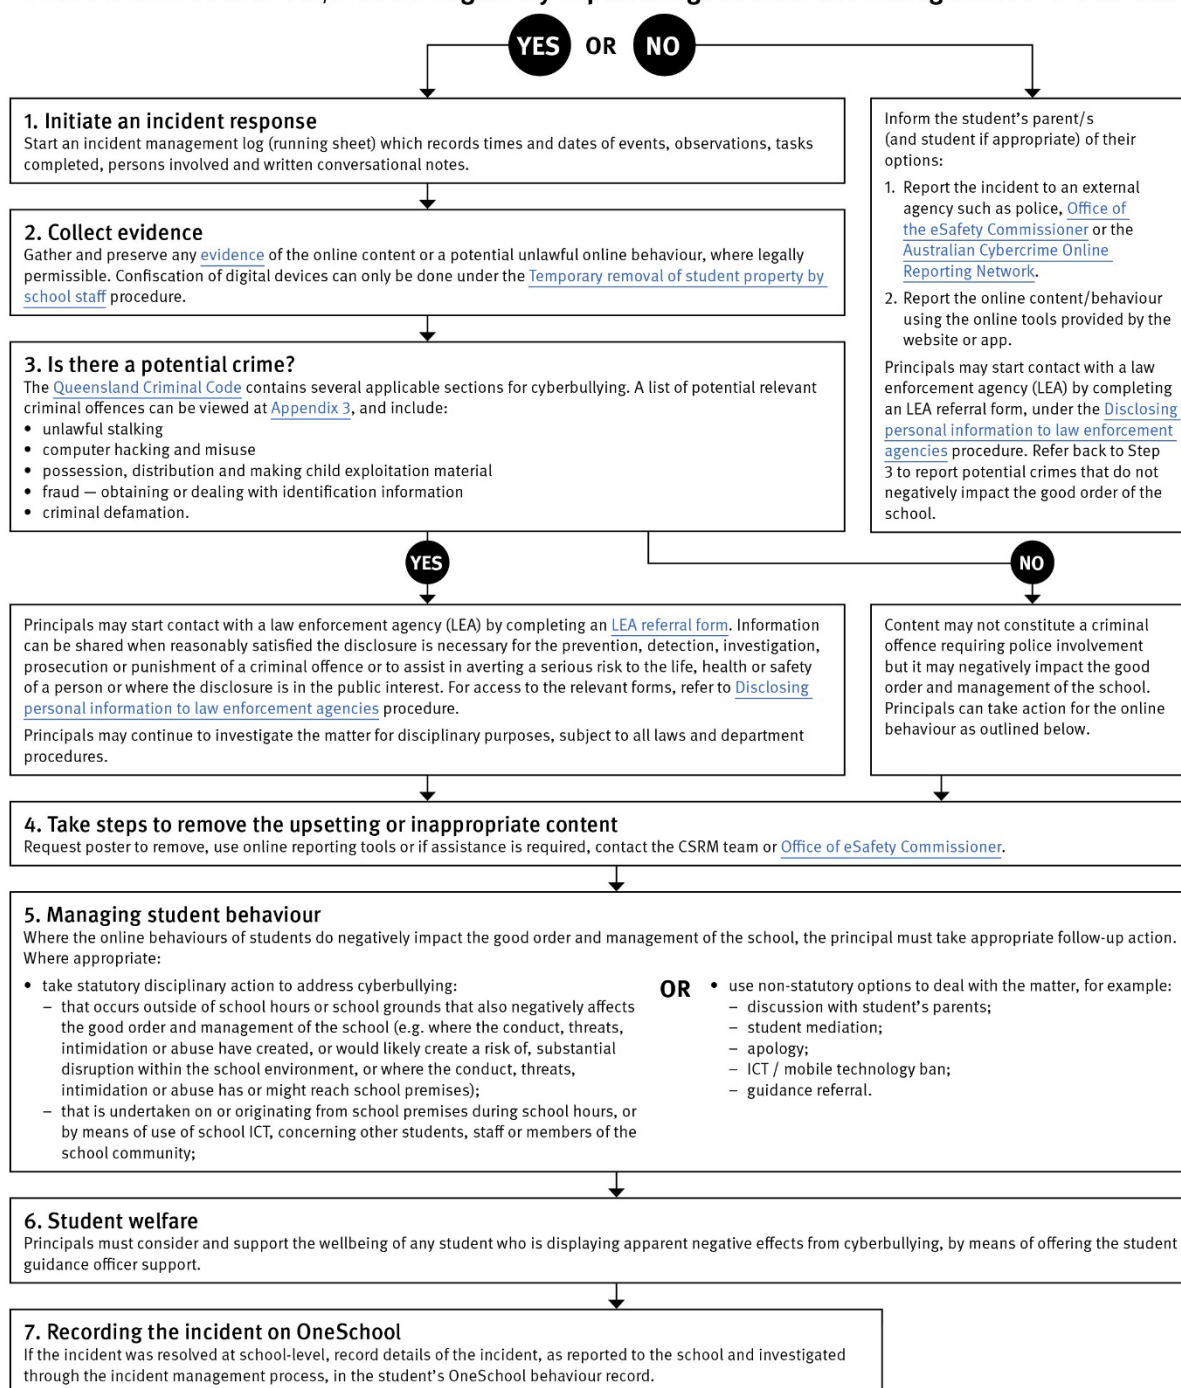 YES OR NO
1. Initiate an incident response
Start an incident management log (running sheet) which records times and dates of events, observations, tasks
completed, persons involved and written conversational notes.
2. Collect evidence
Gather and preserve any evidence of the online content or a potential unlawful online behaviour, where legally
permissible. Confiscation of digital devices can only be done under the Temporary removal of student property by
school staff procedure.
3. Is there a potential crime?
The Queensland Criminal Code contains several applicable sections for cyberbullying. A list of potential relevant
criminal offences can be viewed at Appendix 3, and include:
• unlawful stalking
• computer hacking and misuse
• possession, distribution and making child exploitation material
• fraud — obtaining or dealing with identification information
• criminal defamation.
Inform the student's parent/s
(and student if appropriate) of their
options:
1. Report the incident to an external
agency such as police, Office of
the eSafety Commissioner or the
Australian Cybercrime Online
Reporting Network.
2. Report the online content/behaviour
using the online tools provided by the
website or app.
Principals may start contact with a law
enforcement agency (LEA) by completing
an LEA referral form, under the Disclosing
personal information to law enforcement
agencies procedure. Refer back to Step
3 to report potential crimes that do not
negatively impact the good order of the
school.
YES
NO
Principals may start contact with a law enforcement agency (LEA) by completing an LEA referral form. Information
can be shared when reasonably satisfied the disclosure is necessary for the prevention, detection, investigation,
prosecution or punishment of a criminal offence or to assist in averting a serious risk to the life, health or safety
of a person or where the disclosure is in the public interest. For access to the relevant forms, refer to Disclosing
personal information to law enforcement agencies procedure.
Principals may continue to investigate the matter for disciplinary purposes, subject to all laws and department
procedures.
Content may not constitute a criminal
offence requiring police involvement
but it may negatively impact the good
order and management of the school.
Principals can take action for the online
behaviour as outlined below.
4. Take steps to remove the upsetting or inappropriate content
Request poster to remove, use online reporting tools or if assistance is required, contact the CSRM team or Office of eSafety Commissioner.
5. Managing student behaviour
Where the online behaviours of students do negatively impact the good order and management of the school, the principal must take appropriate follow-up action.
Where appropriate:
• take statutory disciplinary action to address cyberbullying:
– that occurs outside of school hours or school grounds that also negatively affects
the good order and management of the school (e.g. where the conduct, threats,
intimidation or abuse have created, or would likely create a risk of, substantial
disruption within the school environment, or where the conduct, threats,
intimidation or abuse has or might reach school premises);
– that is undertaken on or originating from school premises during school hours, or
by means of use of school ICT, concerning other students, staff or members of the
school community;
OR
• use non-statutory options to deal with the matter, for example:
– discussion with student's parents;
– student mediation;
– apology;
– ICT / mobile technology ban;
– guidance referral.
6. Student welfare
Principals must consider and support the wellbeing of any student who is displaying apparent negative effects from cyberbullying, by means of offering the student
guidance officer support.
7. Recording the incident on OneSchool
If the incident was resolved at school-level, record details of the incident, as reported to the school and investigated
through the incident management process, in the student's OneSchool behaviour record.